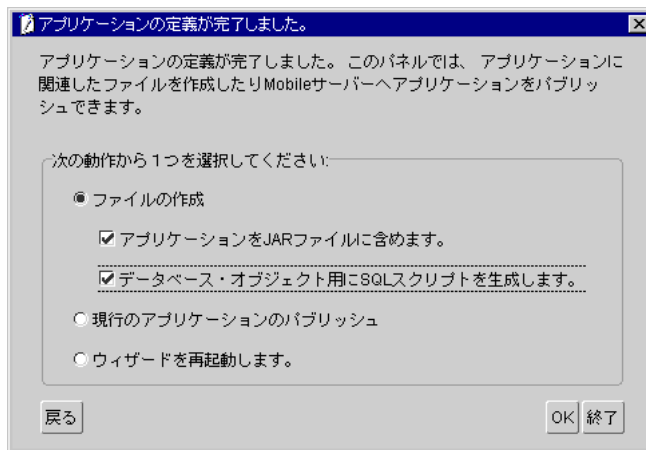 アプリケーションの定義が完了しました。
アプリケーションの定義が完了しました。 このパネルでは、 アプリケーションに
関連したファイルを作成したりMobileサーバーへアプリケーションをパブリッ
シュできます。
次の動作から１つを選択してください:
ファイルの作成
アプリケーションをJARファイルに含めます。
データベース・オブジェクト用にSQLスクリプトを生成します。
現行のアプリケーションのパブリッシュ
ウィザードを再起動します。
戻る OK 終了